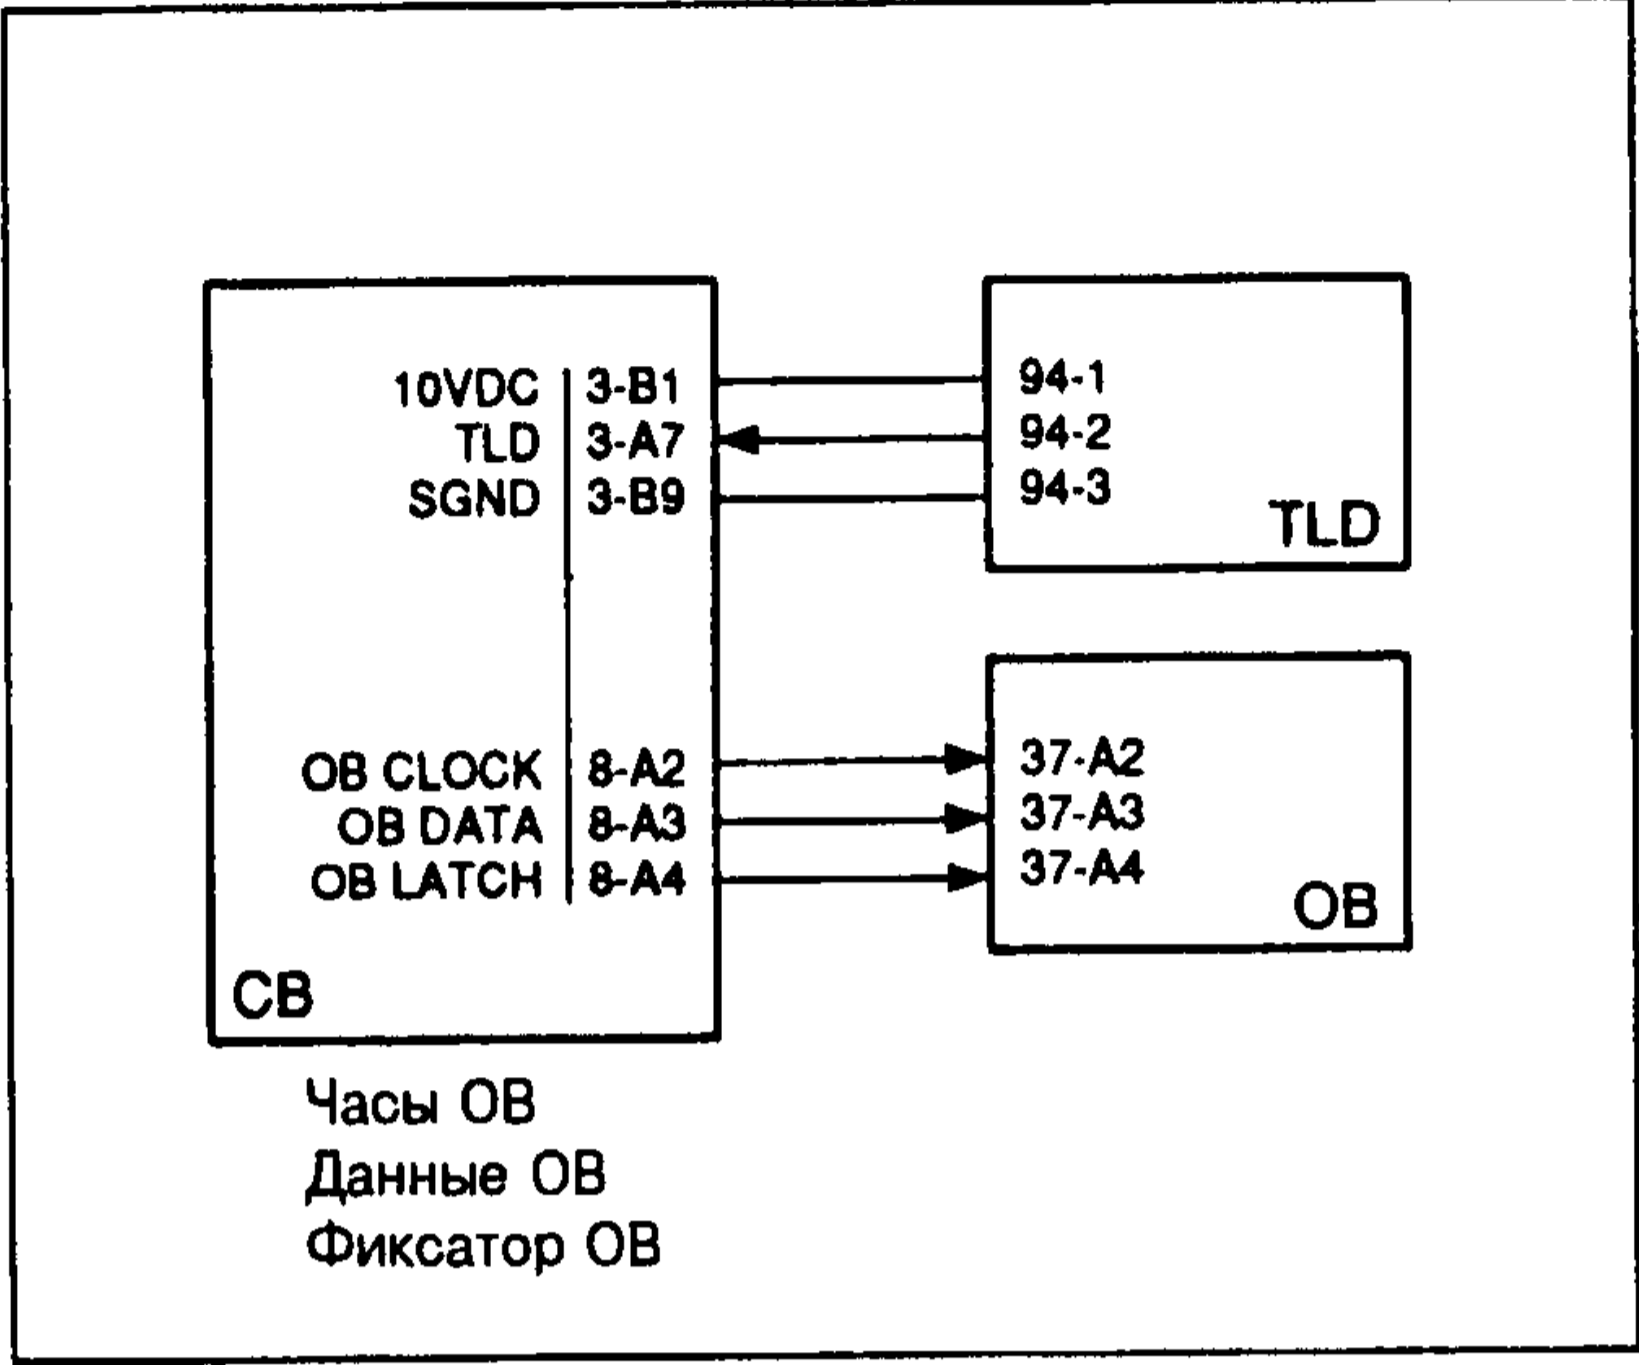 10VDC 3-B1 94-1
TLD 3-A7 94-2
SGND 3-B9 94-3
TLD
OB CLOCK 8-A2 37-A2
OB DATA 8-A3 37-A3
OB LATCH 8-A4 37-A4
OB
CB
Часы OB
Данные OB
Фиксатор OB